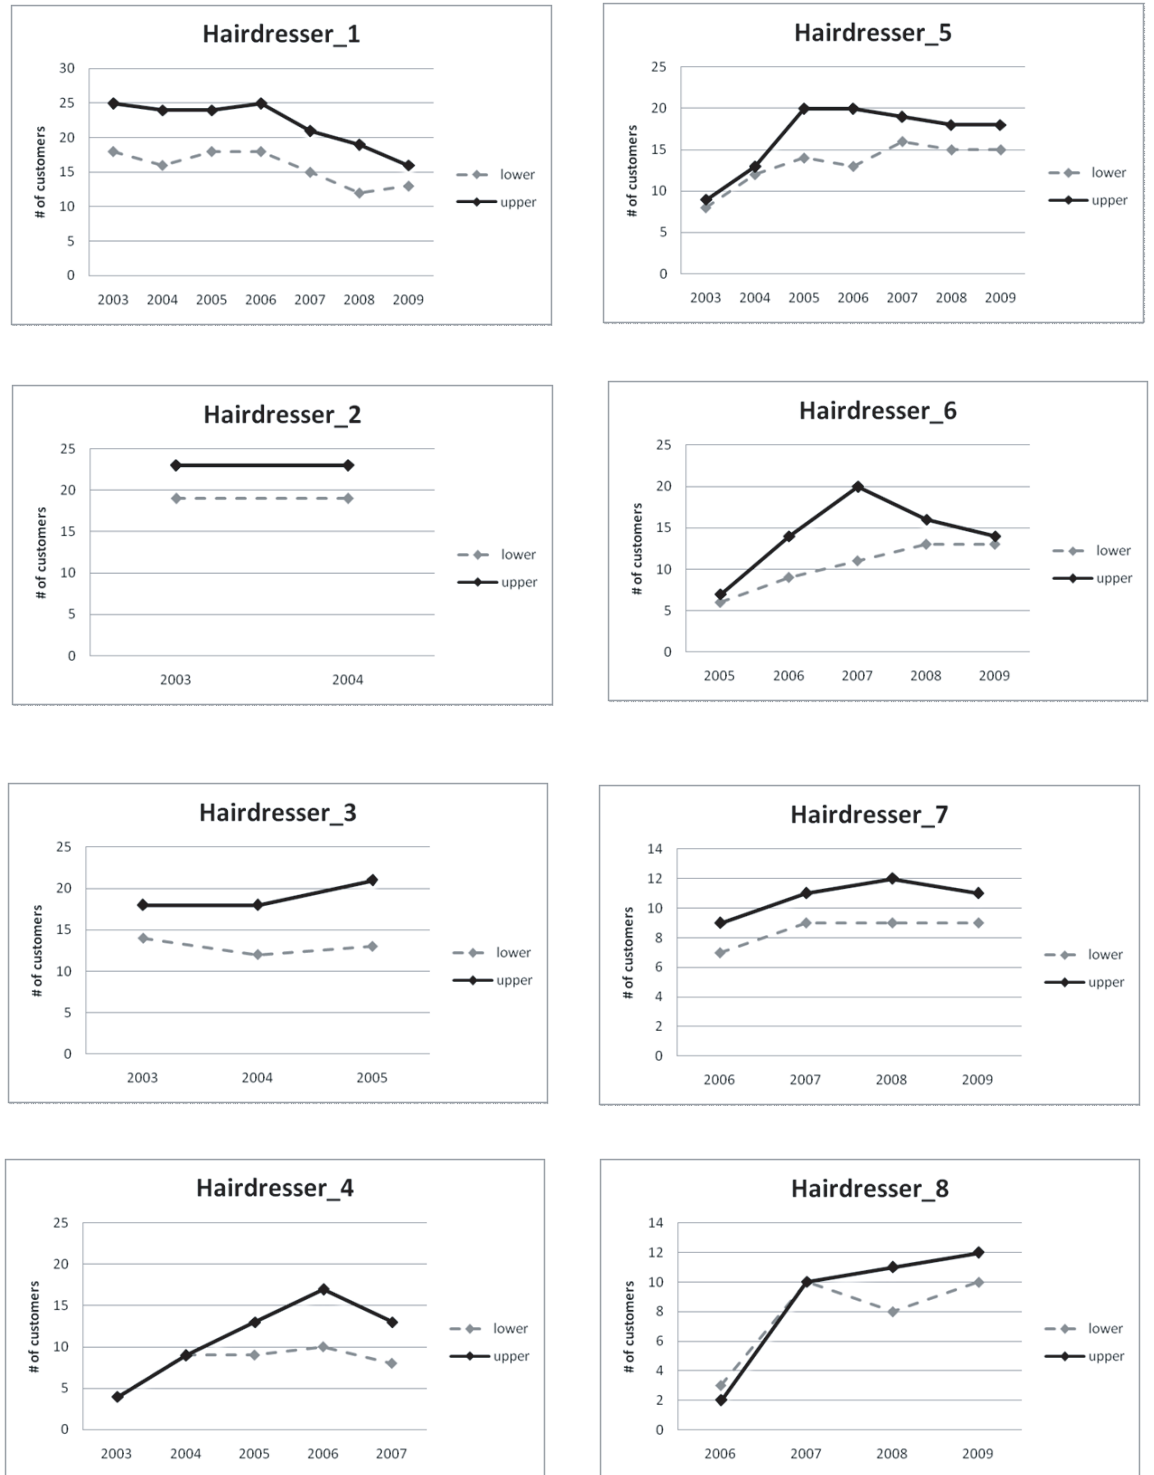 Hairdresser_1
30
25
20
15
10
5
0
# of customers
2003 2004 2005 2006 2007 2008 2009
lower
upper
Hairdresser_5
25
20
15
10
5
0
# of customers
2003 2004 2005 2006 2007 2008 2009
lower
upper
Hairdresser_2
25
20
15
10
5
0
# of customers
2003 2004
lower
upper
Hairdresser_6
25
20
15
10
5
0
# of customers
2005 2006 2007 2008 2009
lower
upper
Hairdresser_3
25
20
15
10
5
0
# of customers
2003 2004 2005
lower
upper
Hairdresser_7
14
12
10
8
6
4
2
0
# of customers
2006 2007 2008 2009
lower
upper
Hairdresser_4
25
20
15
10
5
0
# of customers
2003 2004 2005 2006 2007
lower
upper
Hairdresser_8
14
12
10
8
6
4
2
0
# of customers
2006 2007 2008 2009
lower
upper